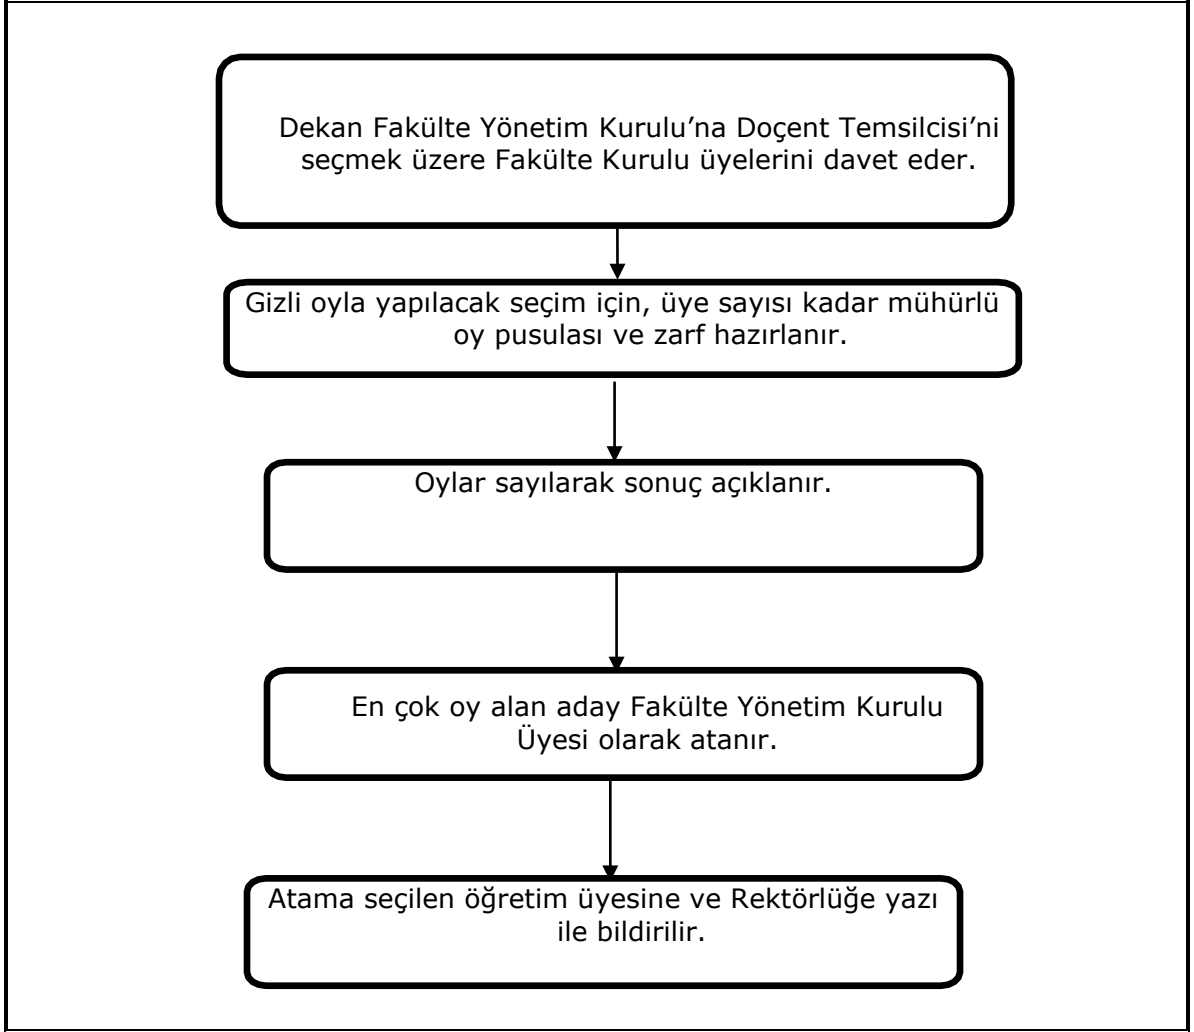 Dekan Fakülte Yönetim Kurulu’na Doçent Temsilcisi’ni
seçmek üzere Fakülte Kurulu üyelerini davet eder.
Gizli oyla yapılacak seçim için, üye sayısı kadar mühürlü
oy pusulası ve zarf hazırlanır.
Oylar sayılarak sonuç açıklanır.
En çok oy alan aday Fakülte Yönetim Kurulu
Üyesi olarak atanır.
Atama seçilen öğretim üyesine ve Rektörlüğe yazı
ile bildirilir.